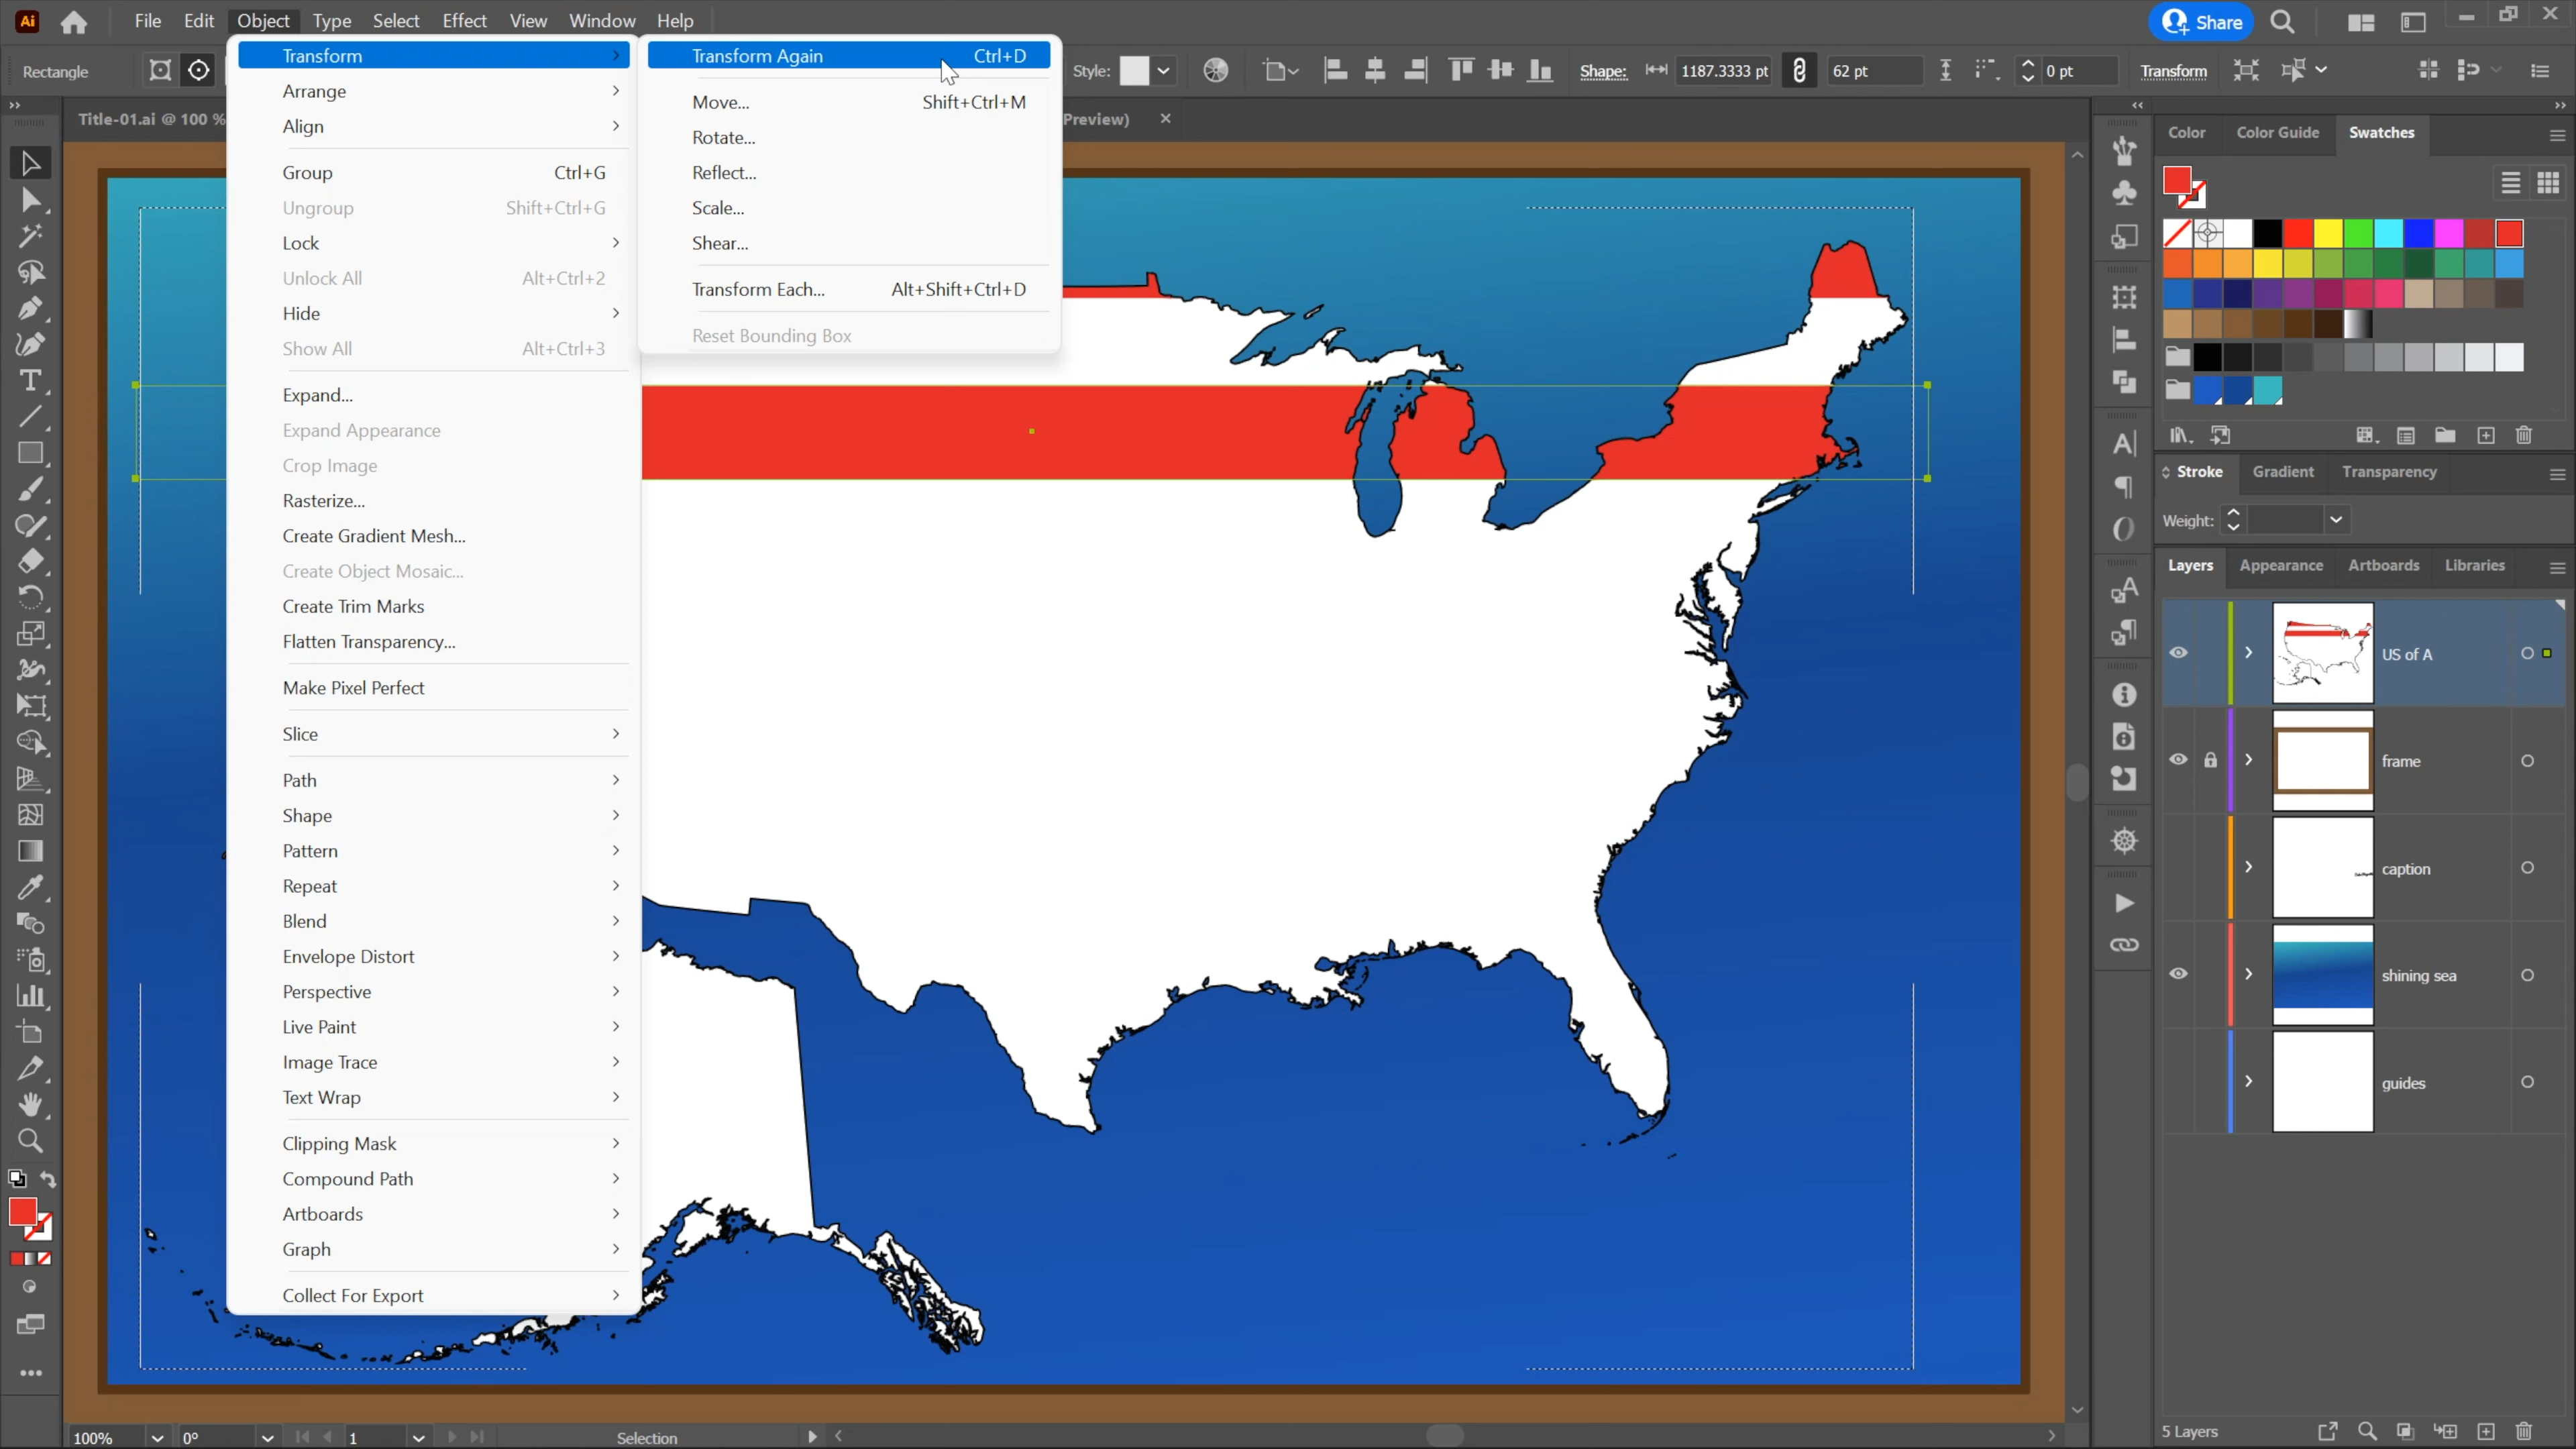 Ai File Edit Object Type Select Effect View Window Help Share
Rectangle Style: Shape: 1187.3333 pt 62 pt 0 pt Transform
Title-01.ai @ 100 % Preview)
Transform
Arrange
Align
Group Ctrl+G
Ungroup Shift+Ctrl+G
Lock
Unlock All Alt+Ctrl+2
Hide
Show All Alt+Ctrl+3
Expand...
Expand Appearance
Crop Image
Rasterize...
Create Gradient Mesh...
Create Object Mosaic...
Create Trim Marks
Flatten Transparency...
Make Pixel Perfect
Slice
Path
Shape
Pattern
Repeat
Blend
Envelope Distort
Perspective
Live Paint
Image Trace
Text Wrap
Clipping Mask
Compound Path
Artboards
Graph
Collect For Export
Transform Again Ctrl+D
Move... Shift+Ctrl+M
Rotate...
Reflect...
Scale...
Shear...
Transform Each... Alt+Shift+Ctrl+D
Reset Bounding Box
Color Color Guide Swatches
Stroke Gradient Transparency
Weight:
Layers Appearance Artboards Libraries
US of A
frame
caption
shining sea
guides
5 Layers
100% 0° 1 Selection